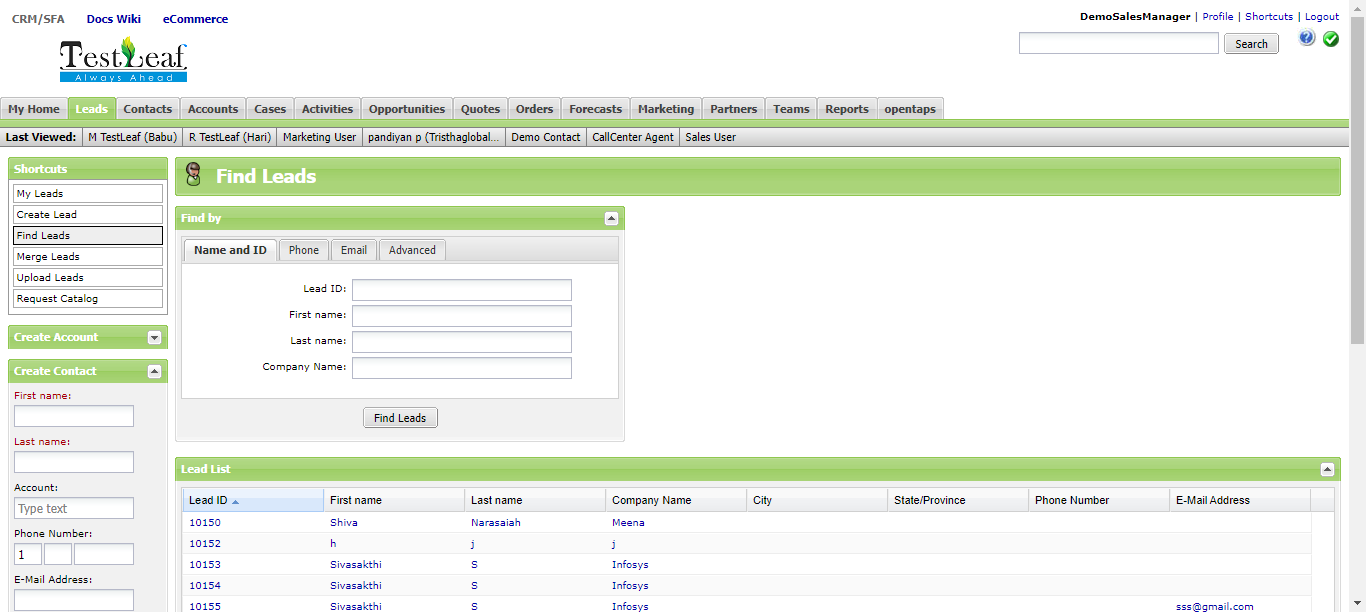 CRM/SFA Docs Wiki eCommerce
DemoSalesManager | Profile | Shortcuts | Logout
Search
TestLeaf
Always Ahead
My Home Leads Contacts Accounts Cases Activities Opportunities Quotes Orders Forecasts Marketing Partners Teams Reports opentaps
Last Viewed: M TestLeaf (Babu) R TestLeaf (Hari) Marketing User pandiyan p (Tristhaglobal... Demo Contact CallCenter Agent Sales User
Shortcuts
My Leads
Create Lead
Find Leads
Merge Leads
Upload Leads
Request Catalog
Create Account
Create Contact
First name:
Last name:
Account:
Type text
Phone Number:
1
E-Mail Address:
Find Leads
Find by
Name and ID Phone Email Advanced
Lead ID:
First name:
Last name:
Company Name:
Find Leads
Lead List
Lead ID First name Last name Company Name City State/Province Phone Number E-Mail Address
10150 Shiva Narasaiah Meena
10152 h j j
10153 Sivasakthi S Infosys
10154 Sivasakthi S Infosys
10155 Sivasakthi S Infosys sss@gmail.com